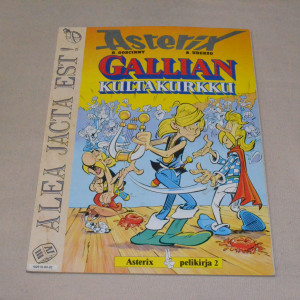 ALEA JACTA EST!
Asterix
R. GOSCINNY
A. UDERZO
GALLIAN
KULTAKURKKU
Asterix pelikirja 2